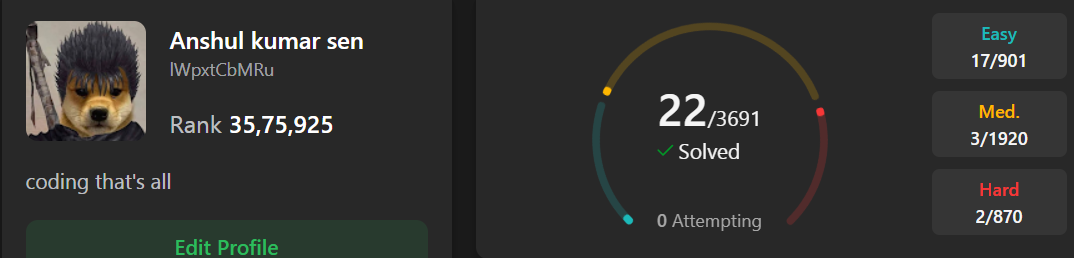 Anshul kumar sen
lWpxtCbMRu
Rank 35,75,925
coding that's all
Edit Profile
22/3691
Solved
0 Attempting
Easy
17/901
Med.
3/1920
Hard
2/870